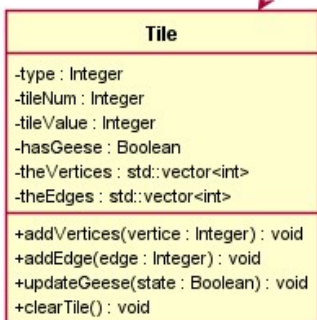 Tile
-type : Integer
-tileNum : Integer
-tileValue : Integer
-hasGeese : Boolean
-theVertices : std::vector<int>
-theEdges : std::vector<int>
+addVertices(vertice : Integer) : void
+addEdge(edge : Integer) : void
+updateGeese(state : Boolean) : void
+clearTile() : void